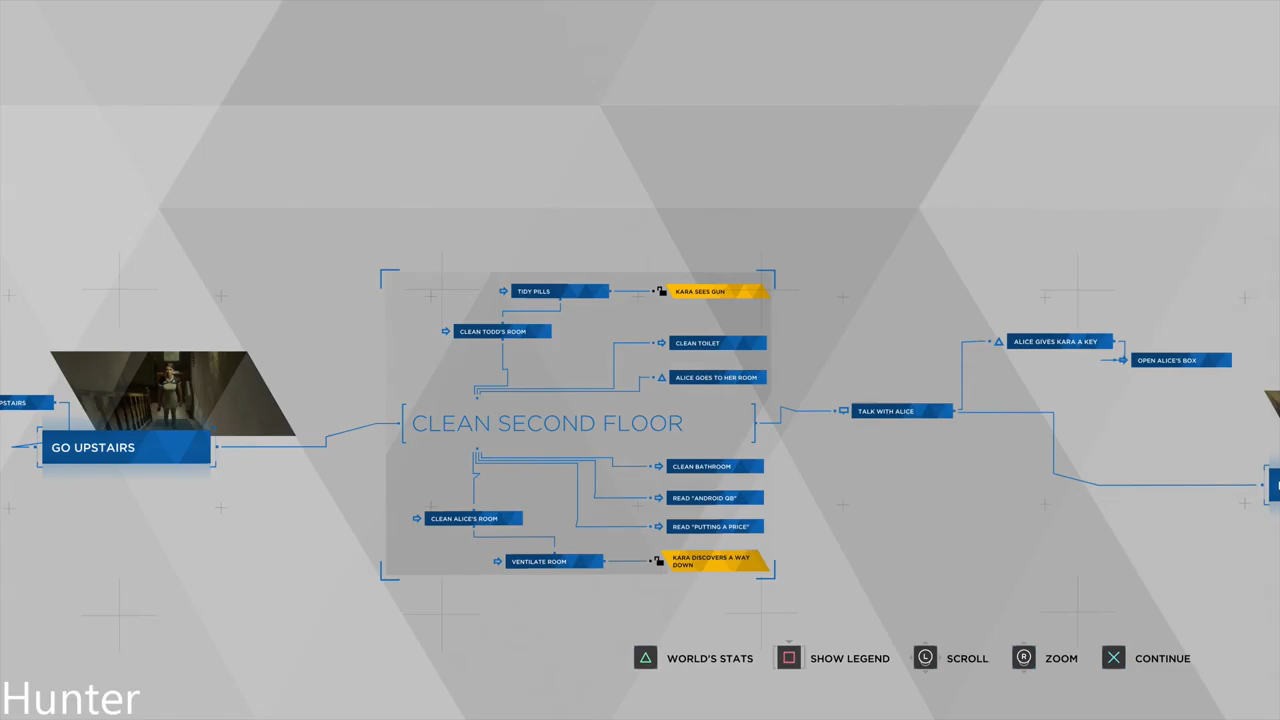 TIDY PILLS
KARA SEES GUN
CLEAN TODD'S ROOM
CLEAN TOILET
ALICE GIVES KARA A KEY
OPEN ALICE'S BOX
ALICE GOES TO HER ROOM
PSTAIRS
TALK WITH ALICE
CLEAN SECOND FLOOR
GO UPSTAIRS
CLEAN BATHROOM
READ "ANDROID QB"
CLEAN ALICE'S ROOM
READ "PUTTING A PRICE"
VENTILATE ROOM
KARA DISCOVERS A WAY
DOWN
WORLD'S STATS
SHOW LEGEND
L SCROLL
R ZOOM
CONTINUE
Hunter